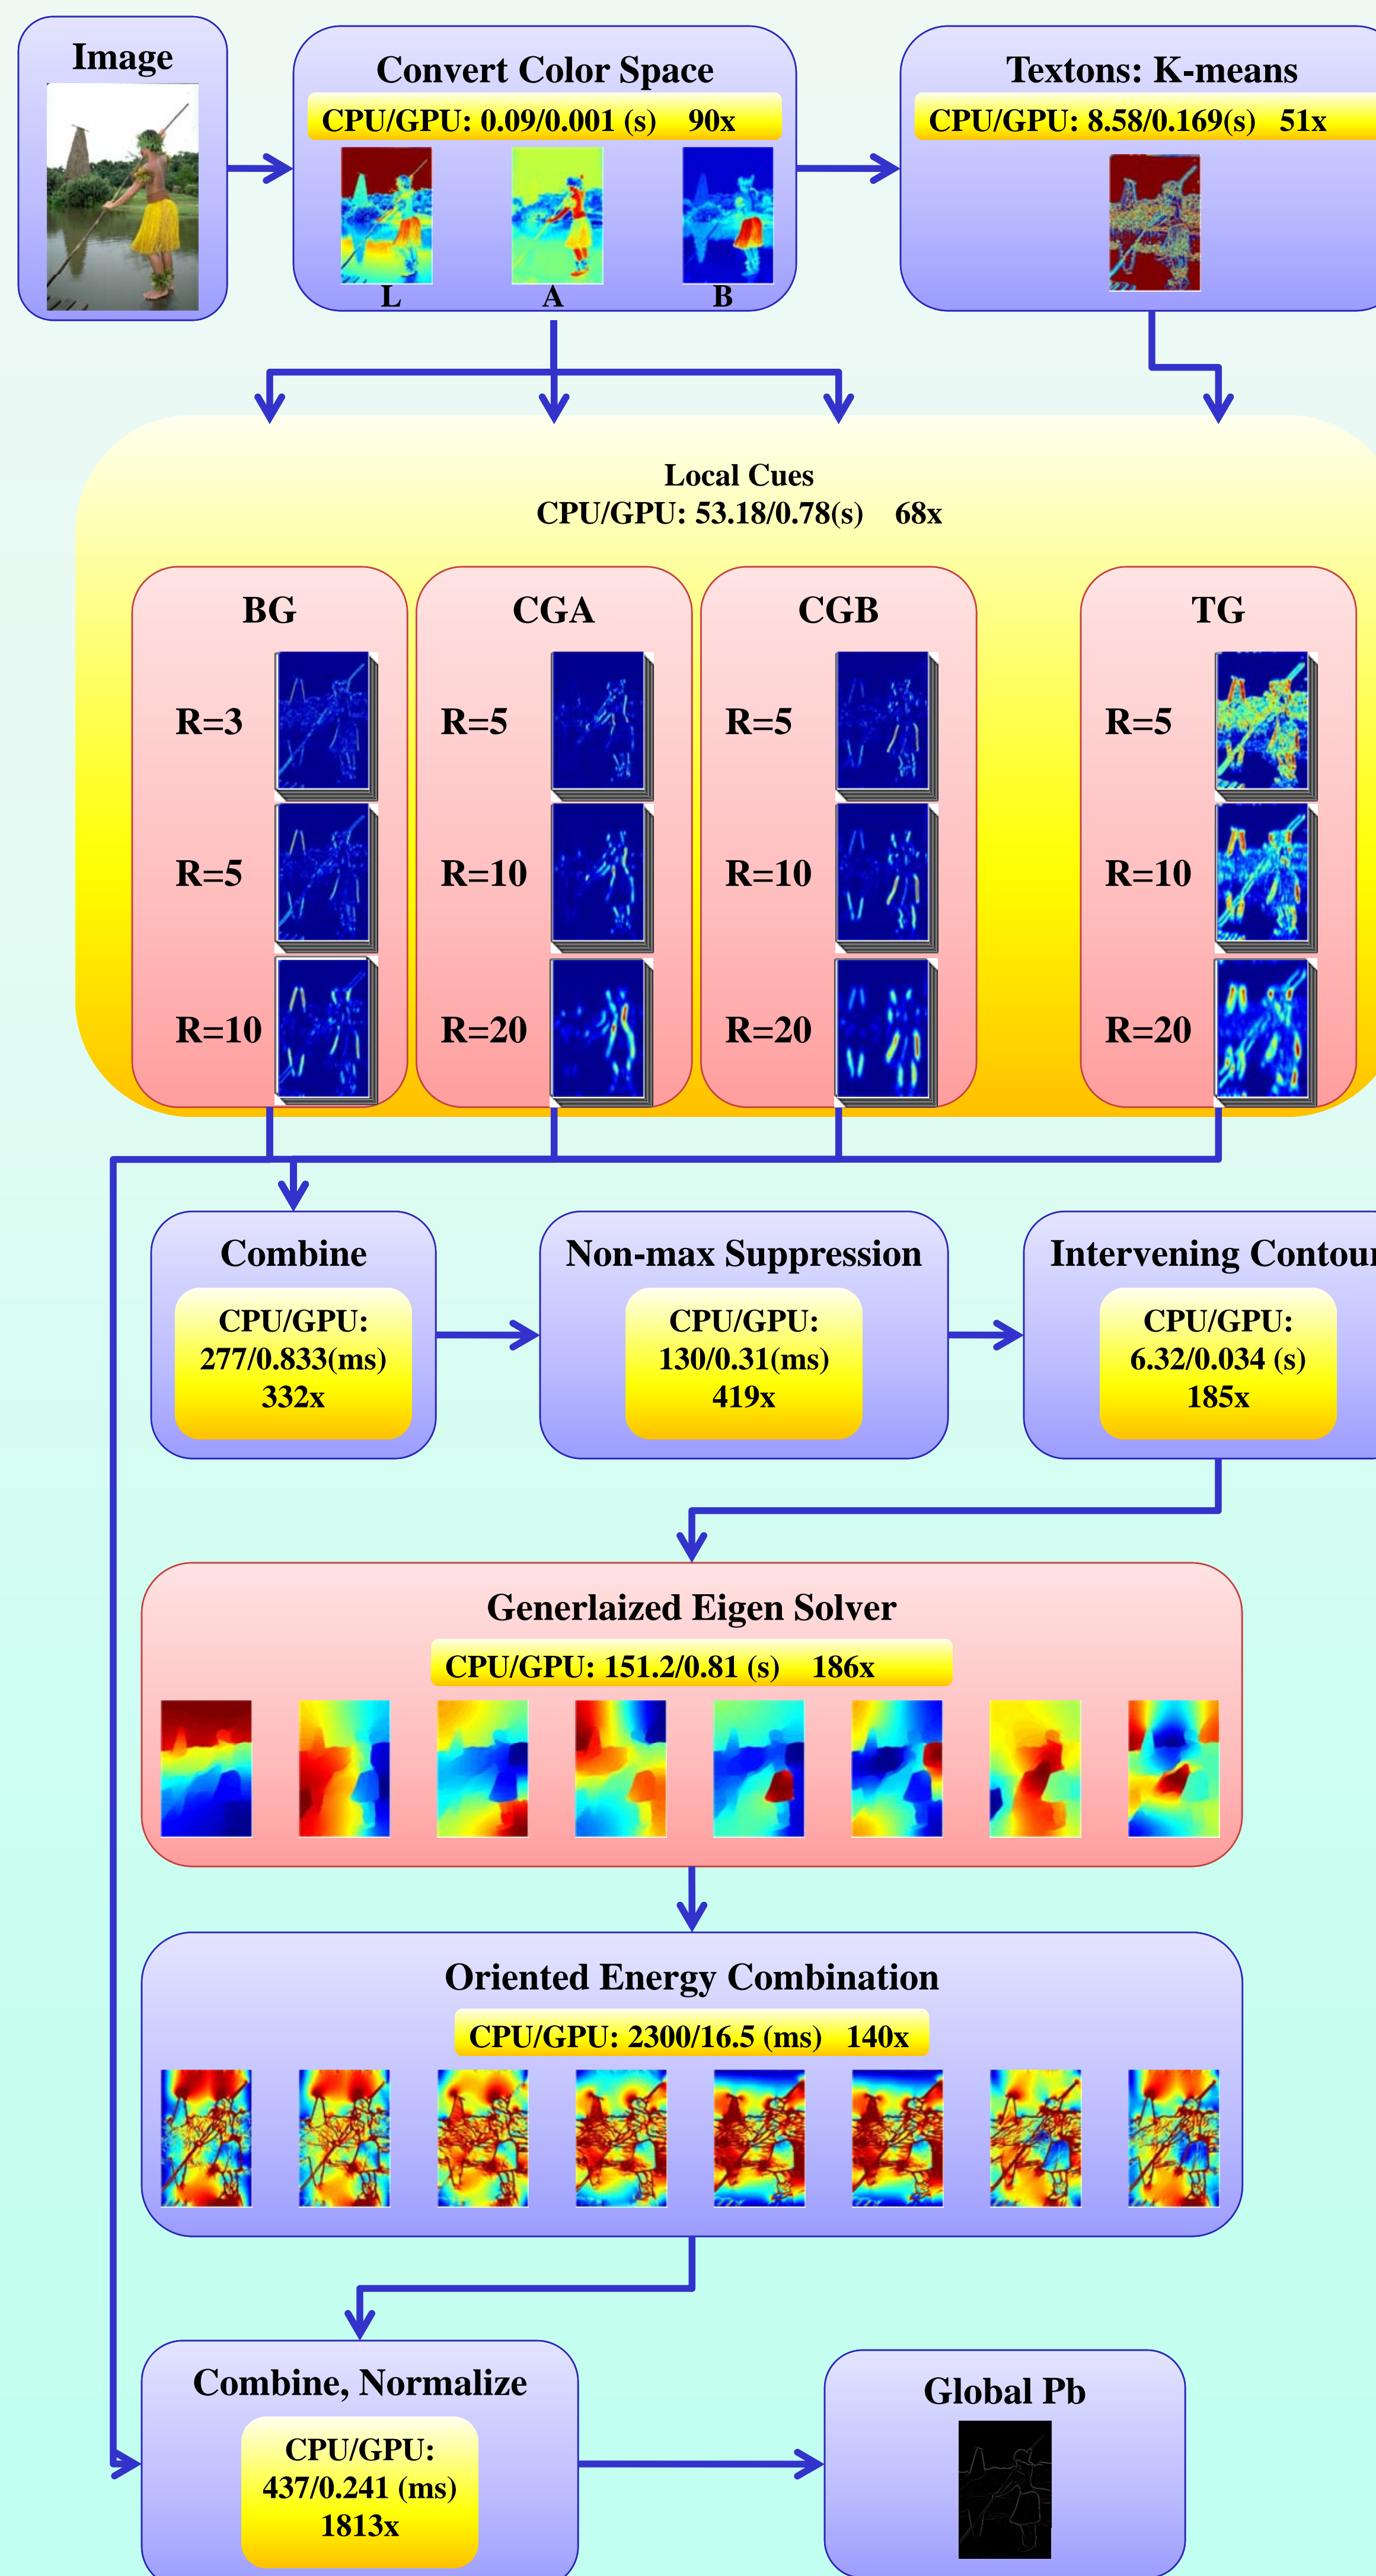 Image
Convert Color Space
CPU/GPU: 0.09/0.001 (s) 90x
L A B
Textons: K-means
CPU/GPU: 8.58/0.169(s) 51x
Local Cues
CPU/GPU: 53.18/0.78(s) 68x
BG
R=3
R=5
R=10
CGA
R=5
R=10
R=20
CGB
R=5
R=10
R=20
TG
R=5
R=10
R=20
Combine
CPU/GPU:
277/0.833(ms)
332x
Non-max Suppression
CPU/GPU:
130/0.31(ms)
419x
Intervening Contour
CPU/GPU:
6.32/0.034 (s)
185x
Generlaized Eigen Solver
CPU/GPU: 151.2/0.81 (s) 186x
Oriented Energy Combination
CPU/GPU: 2300/16.5 (ms) 140x
Combine, Normalize
CPU/GPU:
437/0.241 (ms)
1813x
Global Pb